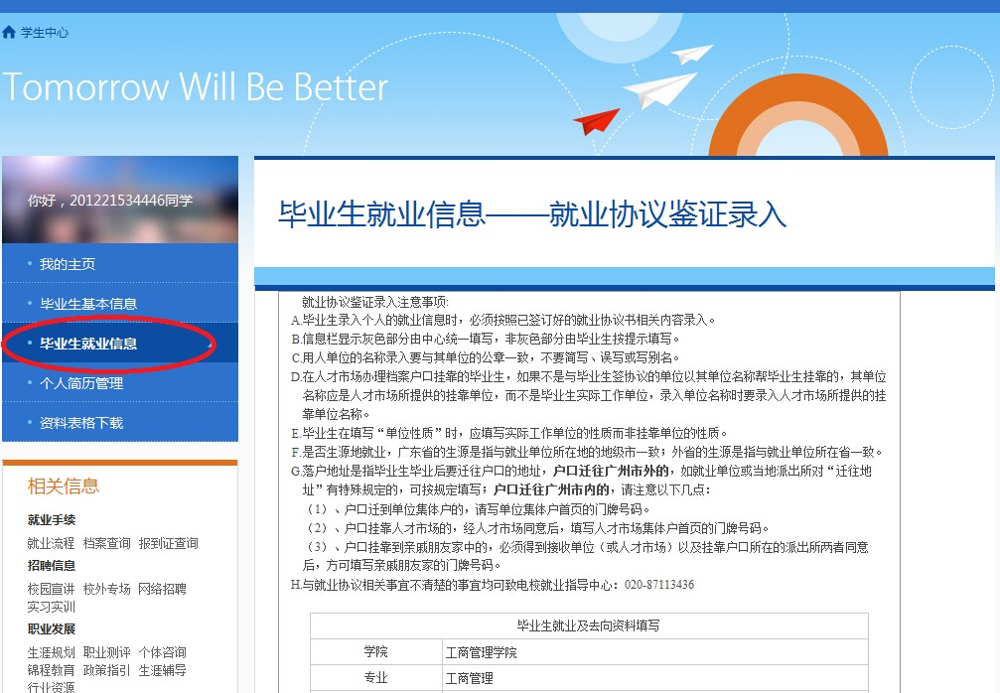 学生中心
Tomorrow Will Be Better
你好，201221534446同学
我的主页
毕业生基本信息
毕业生就业信息
个人简历管理
资料表格下载
相关信息
就业手续
就业流程 档案查询 报到证查询
招聘信息
校园宣讲 校外专场 网络招聘
实习实训
职业发展
生涯规划 职业测评 个体咨询
锦程教育 政策指引 生涯辅导
行业资源
毕业生就业信息——就业协议鉴证录入
就业协议鉴证录入注意事项:
A.毕业生录入个人的就业信息时，必须按照已签订好的就业协议书相关内容录入。
B.信息栏显示灰色部分由中心统一填写，非灰色部分由毕业生按提示填写。
C.用人单位的名称录入要与其单位的公章一致，不要简写、误写或写别名。
D.在人才市场办理档案户口挂靠的毕业生，如果不是与毕业生签协议的单位以其单位名称帮毕业生挂靠的，其单位
名称应是人才市场所提供的挂靠单位，而不是毕业生实际工作单位，录入单位名称时要录入人才市场所提供的挂
靠单位名称。
E.毕业生在填写“单位性质”时，应填写实际工作单位的性质而非挂靠单位的性质。
F.是否生源地就业，广东省的生源是指与就业单位所在地的地级市一致；外省的生源是指与就业单位所在省一致。
G.落户地址是指毕业生毕业后要迁往户口的地址，户口迁往广州市外的，如就业单位或当地派出所对“迁往地
址”有特殊规定的，可按规定填写；户口迁往广州市内的，请注意以下几点：
（1）、户口迁到单位集体户的，请写单位集体户首页的门牌号码。
（2）、户口挂靠人才市场的，经人才市场同意后，填写人才市场集体户首页的门牌号码。
（3）、户口挂靠到亲戚朋友家中的，必须得到接收单位（或人才市场）以及挂靠户口所在的派出所两者同意
后，方可填写亲戚朋友家的门牌号码。
H.与就业协议相关事宜不清楚的事宜均可致电校就业指导中心：020-87113436
毕业生就业及去向资料填写
学院 工商管理学院
专业 工商管理